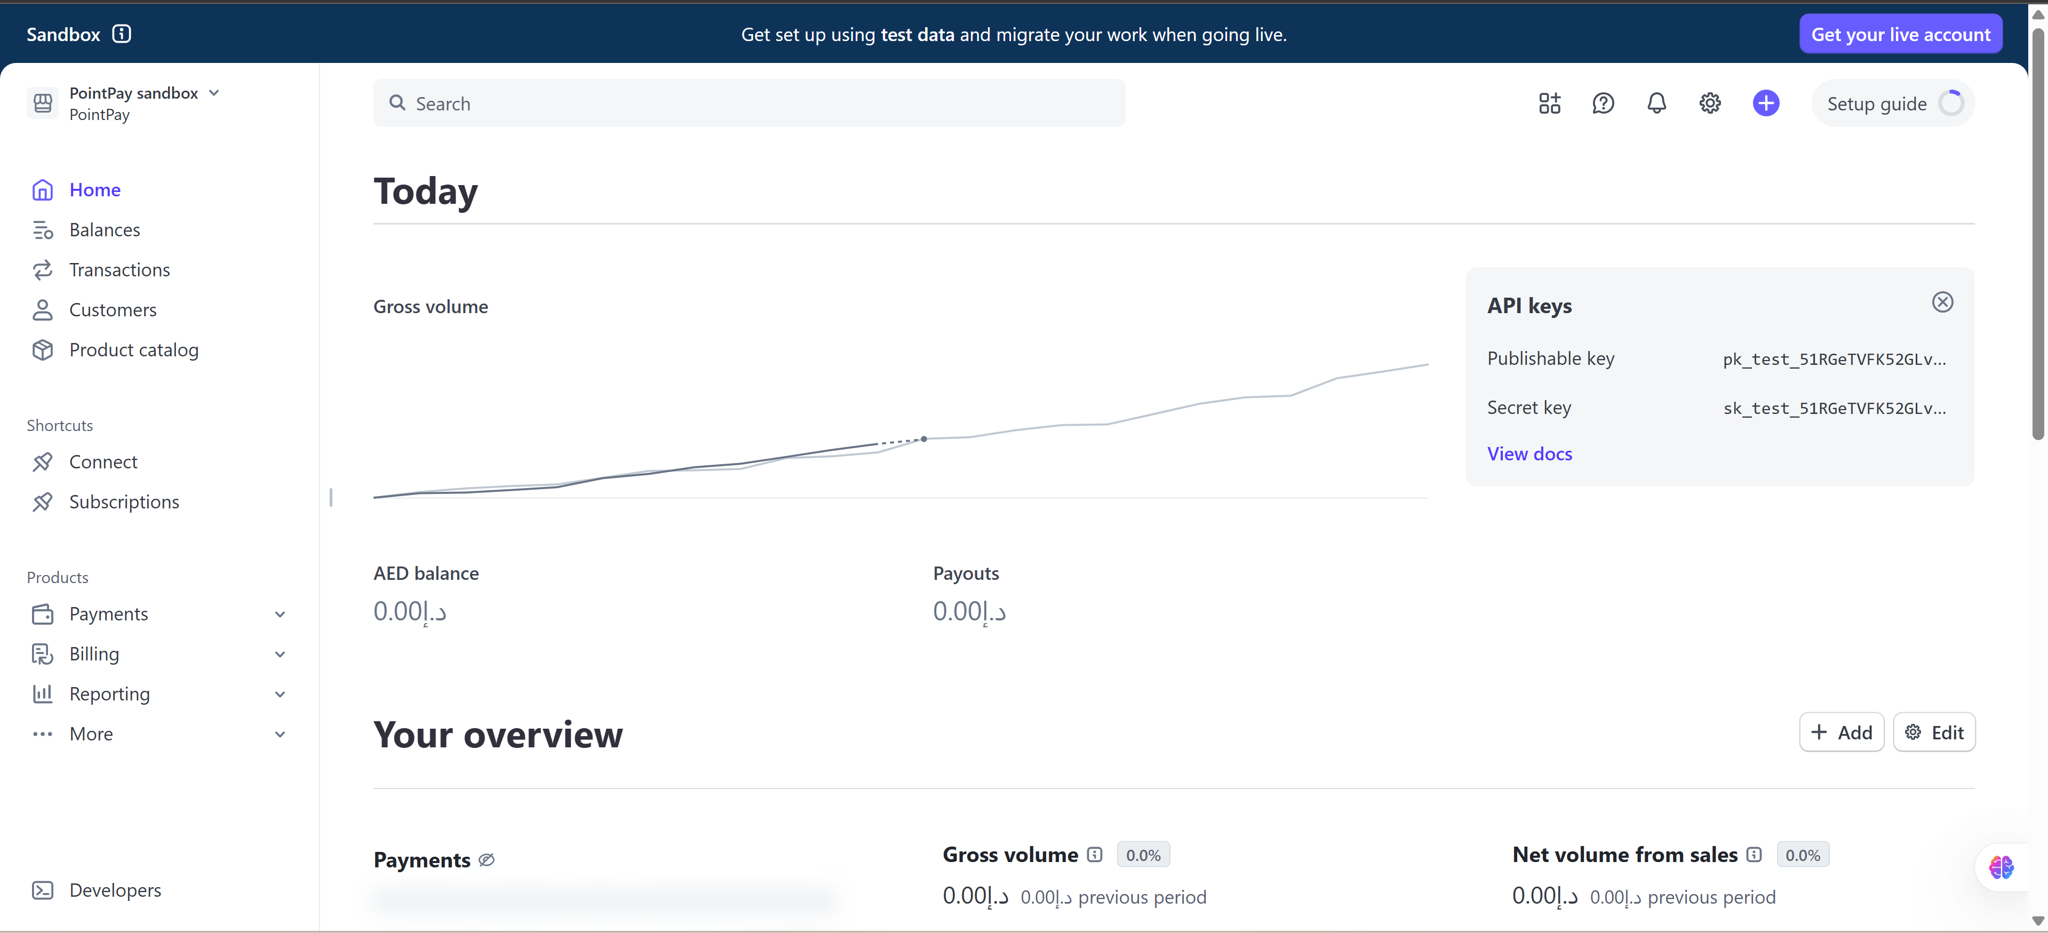 Sandbox
Get set up using test data and migrate your work when going live.
Get your live account
PointPay sandbox
PointPay
Search
Setup guide
Home
Balances
Transactions
Customers
Product catalog
Shortcuts
Connect
Subscriptions
Products
Payments
Billing
Reporting
More
Developers
Today
Gross volume
API keys
Publishable key pk_test_51RGeTVFK52GLv...
Secret key sk_test_51RGeTVFK52GLv...
View docs
AED balance
0.00د.إ
Payouts
0.00د.إ
Your overview
Add
Edit
Payments
Gross volume 0.0%
0.00د.إ 0.00د.إ previous period
Net volume from sales 0.0%
0.00د.إ 0.00د.إ previous period